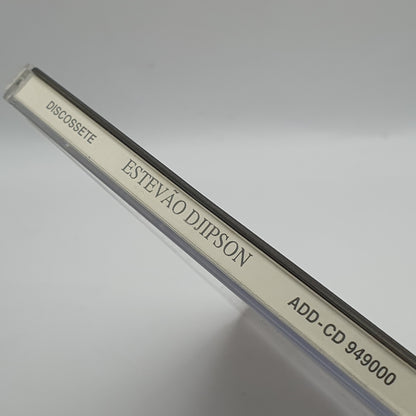 DISCOSSETE
ESTEVÃO DJIPSON
ADD-CD 949000